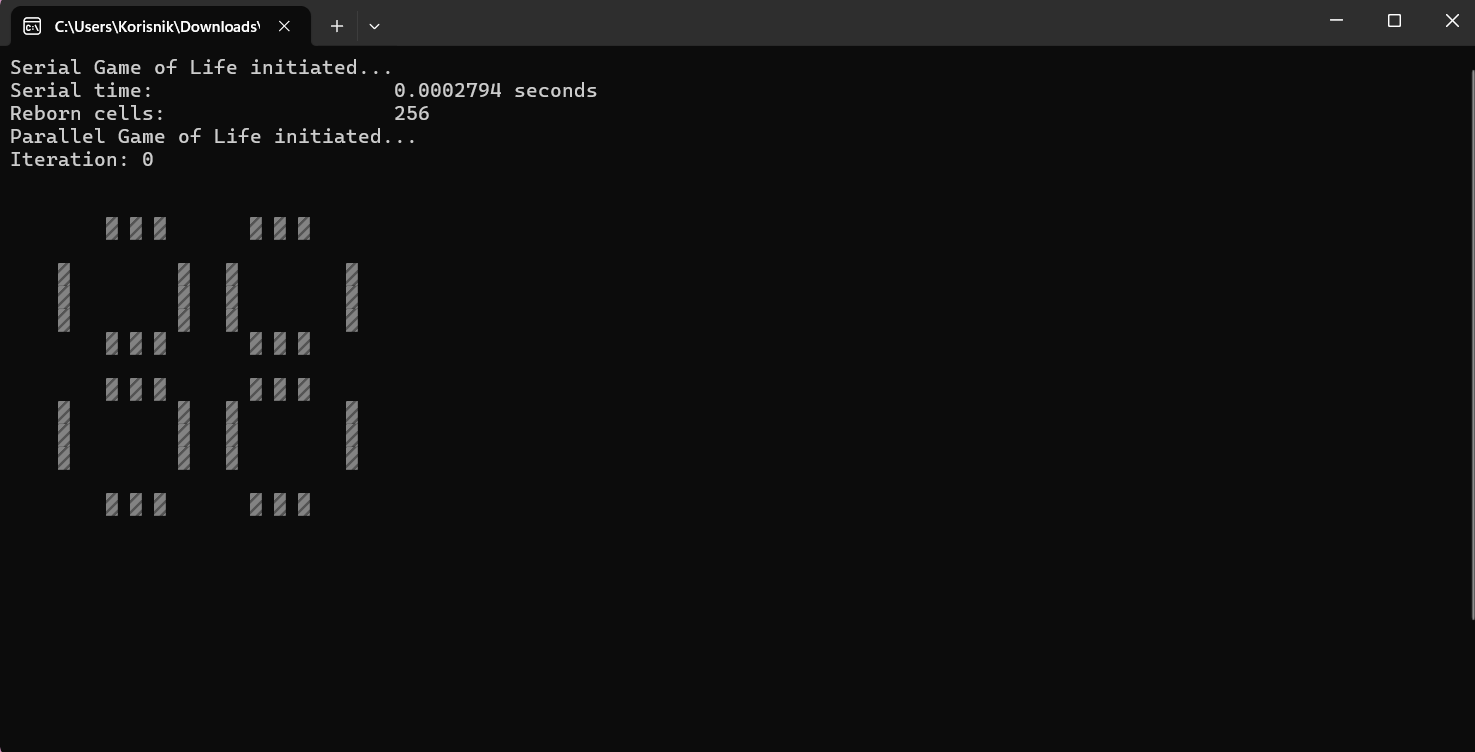 C:\Users\Korisnik\Downloads\
Serial Game of Life initiated...
Serial time: 0.0002794 seconds
Reborn cells: 256
Parallel Game of Life initiated...
Iteration: 0